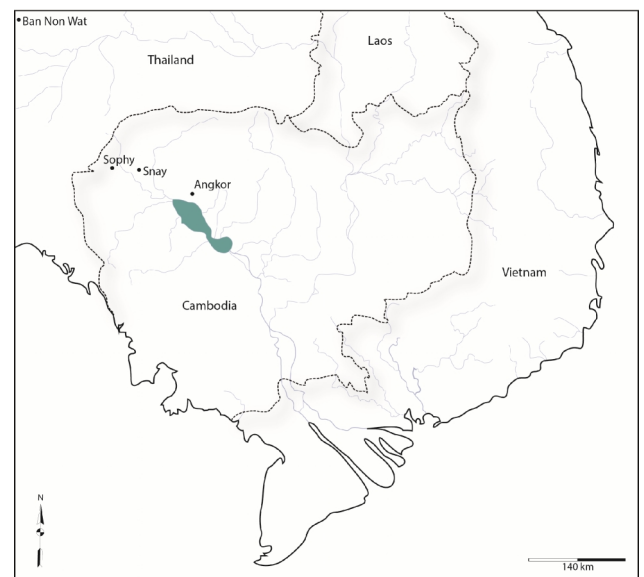 Ban Non Wat
Laos
Thailand
Sophy
Snay
Angkor
Vietnam
Cambodia
N
140 km